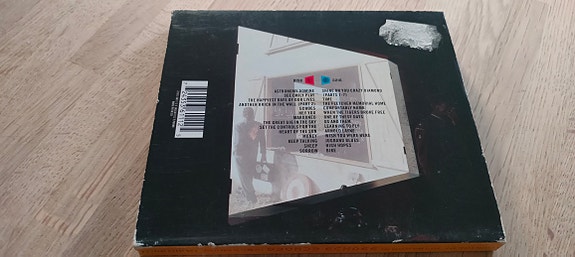 ASTRONOMY DOMINE   SHINE ON YOU CRAZY DIAMOND
SEE EMILY PLAY   (PARTS 1-7)
THE HAPPIEST DAYS OF OUR LIVES   TIME
ANOTHER BRICK IN THE WALL (PART 2)   THE FLETCHER MEMORIAL HOME
ECHOES   COMFORTABLY NUMB
HEY YOU   WHEN THE TIGERS BROKE FREE
MAROONED   ONE OF THESE DAYS
THE GREAT GIG IN THE SKY   US AND THEM
SET THE CONTROLS FOR THE   LEARNING TO FLY
HEART OF THE SUN   ARNOLD LAYNE
MONEY   WISH YOU WERE HERE
KEEP TALKING   JUGBAND BLUES
SHEEP   HIGH HOPES
SORROW   BIKE